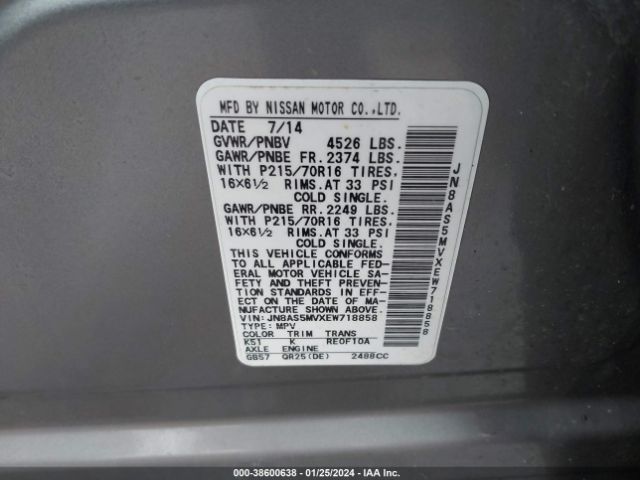 MFD BY NISSAN MOTOR CO.,LTD.
DATE 7/14
GVWR/PNBV 4526 LBS.
GAWR/PNBE FR. 2374 LBS.
WITH P215/70R16 TIRES.
16×6½ RIMS. AT 33 PSI
COLD SINGLE.
GAWR/PNBE RR. 2249 LBS.
WITH P215/70R16 TIRES.
16×6½ RIMS. AT 33 PSI
COLD SINGLE.
THIS VEHICLE CONFORMS
TO ALL APPLICABLE FED-
ERAL MOTOR VEHICLE SA-
FETY AND THEFT PREVEN-
TION STANDARDS IN EFF-
ECT ON THE DATE OF MA-
NUFACTURE SHOWN ABOVE.
VIN: JN8AS5MVXEW718858
TYPE: MPV
COLOR TRIM TRANS
K51 K RE0F10A
AXLE ENGINE
GB57 QR25(DE) 2488CC
JN8AS5MVXEW718858
000-38600638 - 01/25/2024 - IAA Inc.